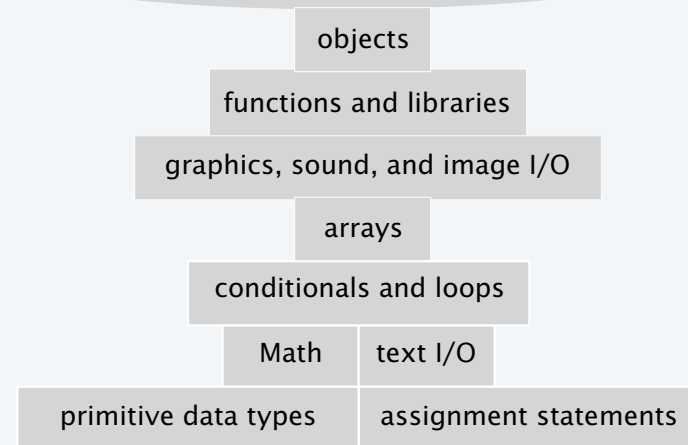 objects
functions and libraries
graphics, sound, and image I/O
arrays
conditionals and loops
Math text I/O
primitive data types assignment statements